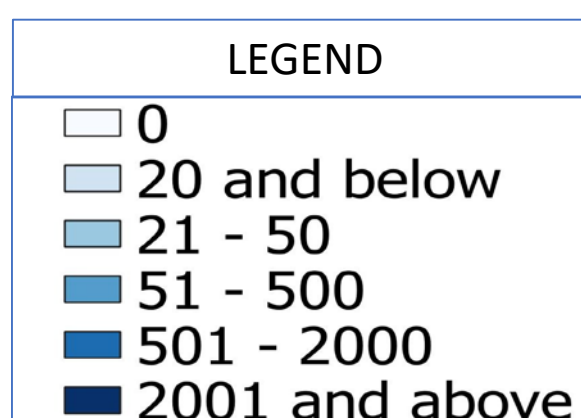 LEGEND
0
20 and below
21 - 50
51 - 500
501 - 2000
2001 and above